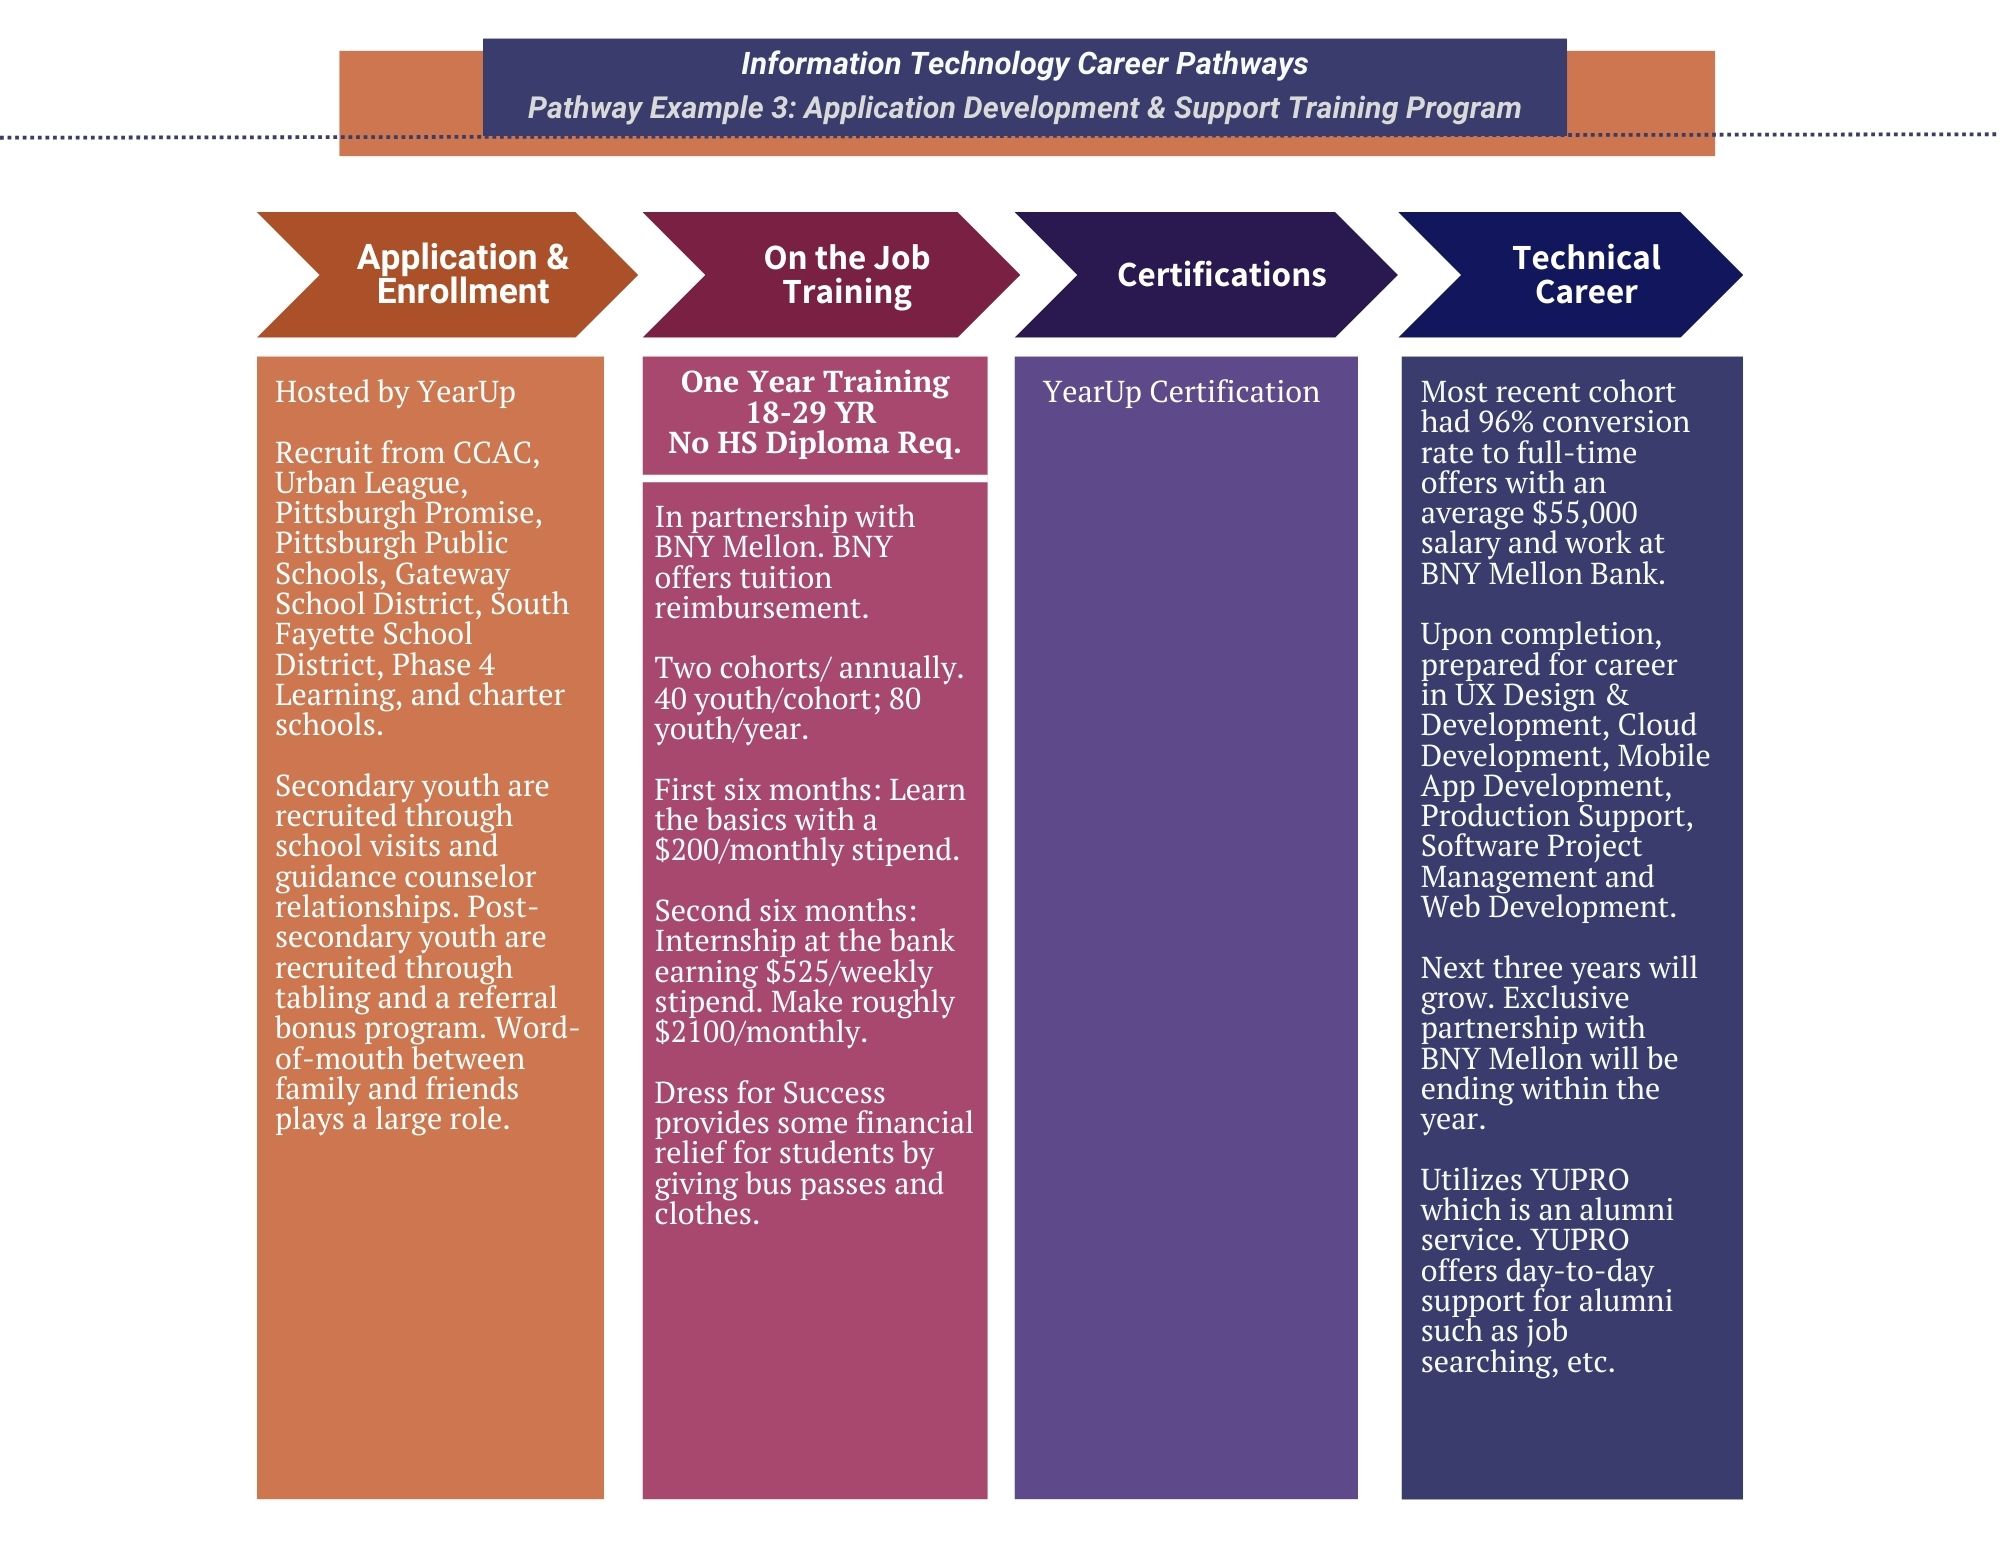 Information Technology Career Pathways
Pathway Example 3: Application Development & Support Training Program
Application &
Enrollment
Hosted by YearUp
Recruit from CCAC,
Urban League,
Pittsburgh Promise,
Pittsburgh Public
Schools, Gateway
School District, South
Fayette School
District, Phase 4
Learning, and charter
schools.
Secondary youth are
recruited through
school visits and
guidance counselor
relationships. Post-
secondary youth are
recruited through
tabling and a referral
bonus program. Word-
of-mouth between
family and friends
plays a large role.
On the Job
Training
One Year Training
18-29 YR
No HS Diploma Req.
In partnership with
BNY Mellon. BNY
offers tuition
reimbursement.
Two cohorts/ annually.
40 youth/cohort; 80
youth/year.
First six months: Learn
the basics with a
$200/monthly stipend.
Second six months:
Internship at the bank
earning $525/weekly
stipend. Make roughly
$2100/monthly.
Dress for Success
provides some financial
relief for students by
giving bus passes and
clothes.
Certifications
YearUp Certification
Technical
Career
Most recent cohort
had 96% conversion
rate to full-time
offers with an
average $55,000
salary and work at
BNY Mellon Bank.
Upon completion,
prepared for career
in UX Design &
Development, Cloud
Development, Mobile
App Development,
Production Support,
Software Project
Management and
Web Development.
Next three years will
grow. Exclusive
partnership with
BNY Mellon will be
ending within the
year.
Utilizes YUPRO
which is an alumni
service. YUPRO
offers day-to-day
support for alumni
such as job
searching, etc.